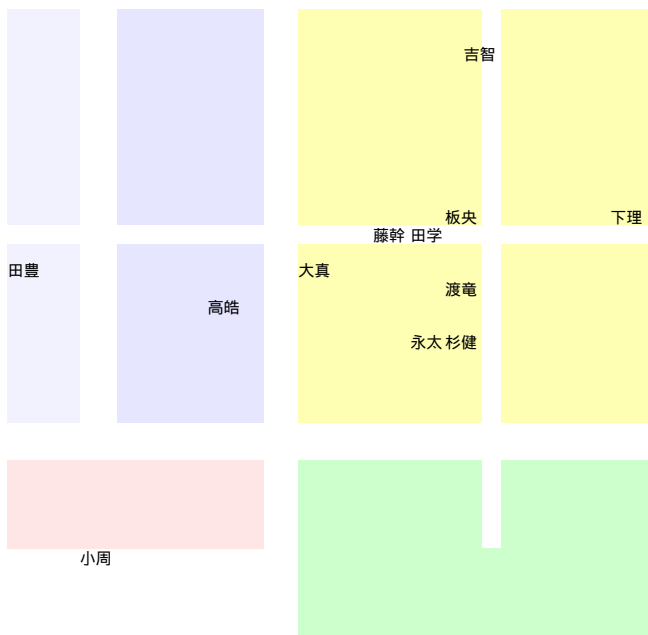 吉智
板央
下理
藤幹 田学
田豊
大真
渡竜
高皓
永太 杉健
小周